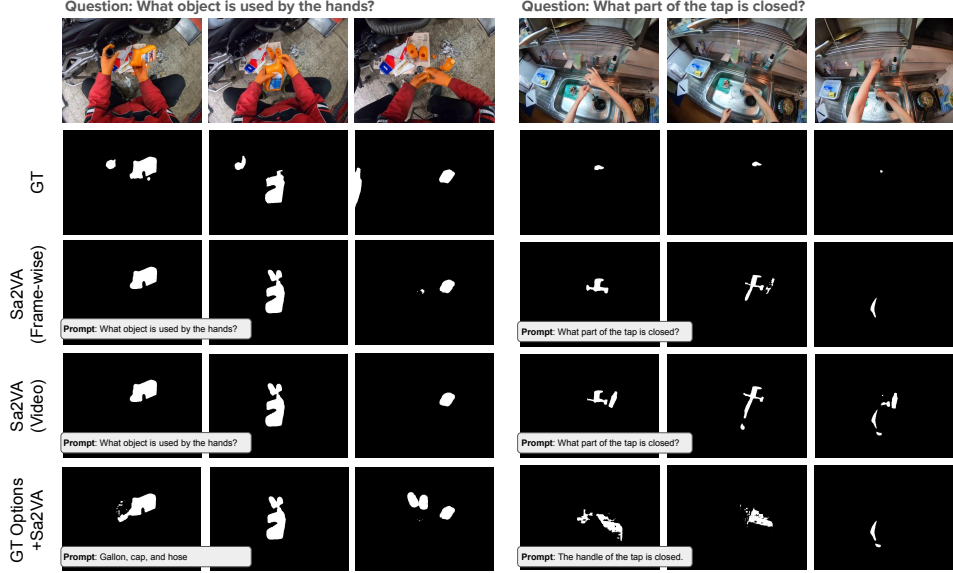 Question: What object is used by the hands?
Question: What part of the tap is closed?
GT
Sa2VA
(Frame-wise)
Prompt: What object is used by the hands?
Prompt: What part of the tap is closed?
Sa2VA
(Video)
Prompt: What object is used by the hands?
Prompt: What part of the tap is closed?
GT Options
+Sa2VA
Prompt: Gallon, cap, and hose
Prompt: The handle of the tap is closed.